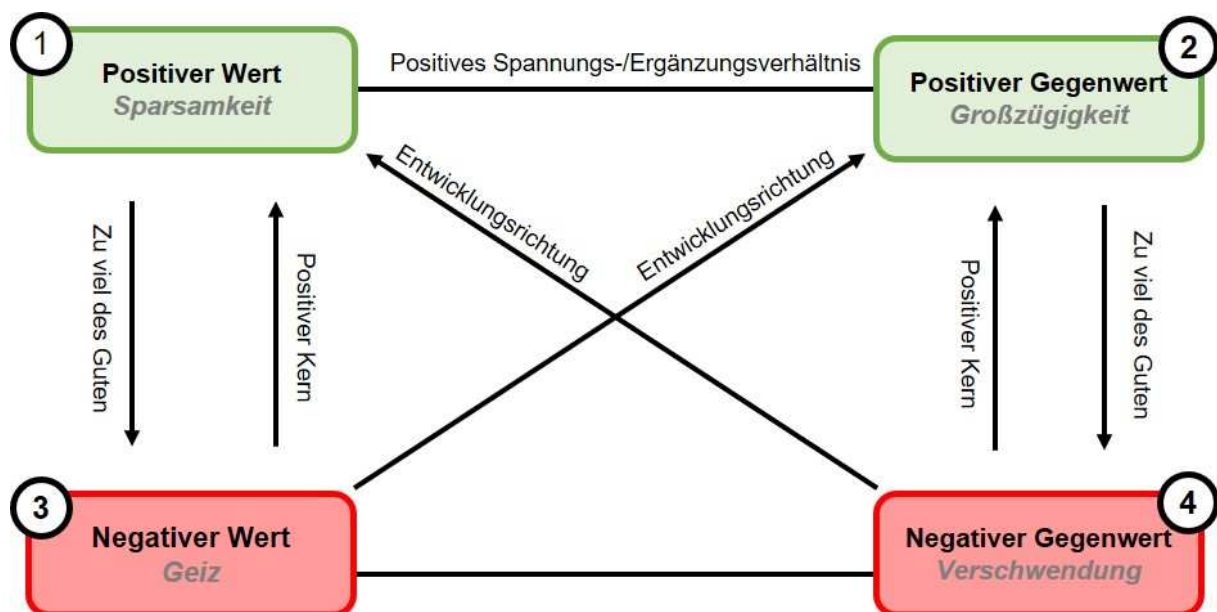 1
Positiver Wert
Sparsamkeit
Positives Spannungs-/Ergänzungsverhältnis
2
Positiver Gegenwert
Großzügigkeit
Zu viel des Guten
Positiver Kern
Entwicklungsrichtung
Entwicklungsrichtung
Positiver Kern
Zu viel des Guten
3
Negativer Wert
Geiz
4
Negativer Gegenwert
Verschwendung